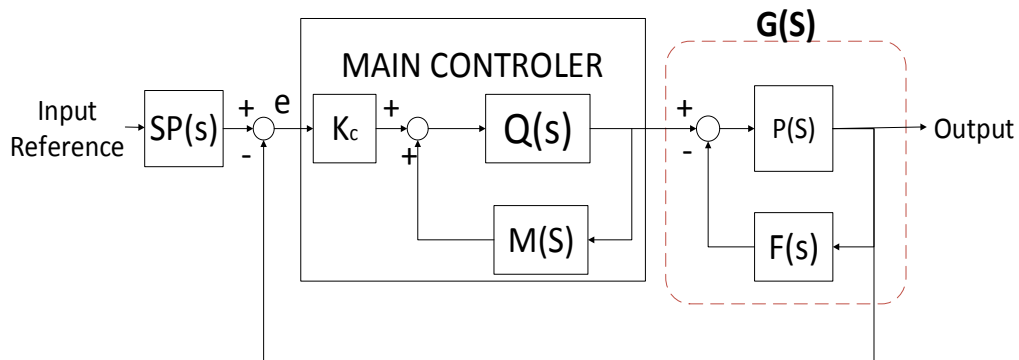 G(S)
MAIN CONTROLER
Input
Reference
SP(s)
+
-
e
Kc
+
+
Q(s)
M(S)
+
-
P(S)
F(s)
Output